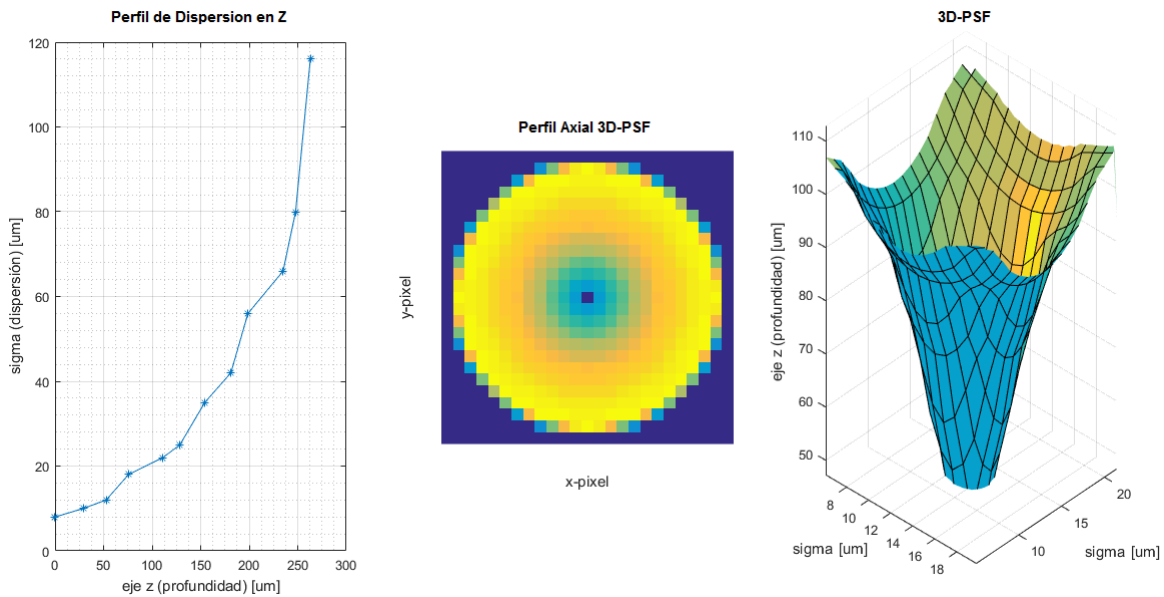 Perfil de Dispersion en Z
120
100
80
60
40
20
0
sigma (dispersión) [um]
0 50 100 150 200 250 300
eje z (profundidad) [um]
Perfil Axial 3D-PSF
y-pixel
x-pixel
3D-PSF
110
100
90
80
70
60
50
eje z (profundidad) [um]
8 10 12 14 16 18
sigma [um]
10 15 20
sigma [um]